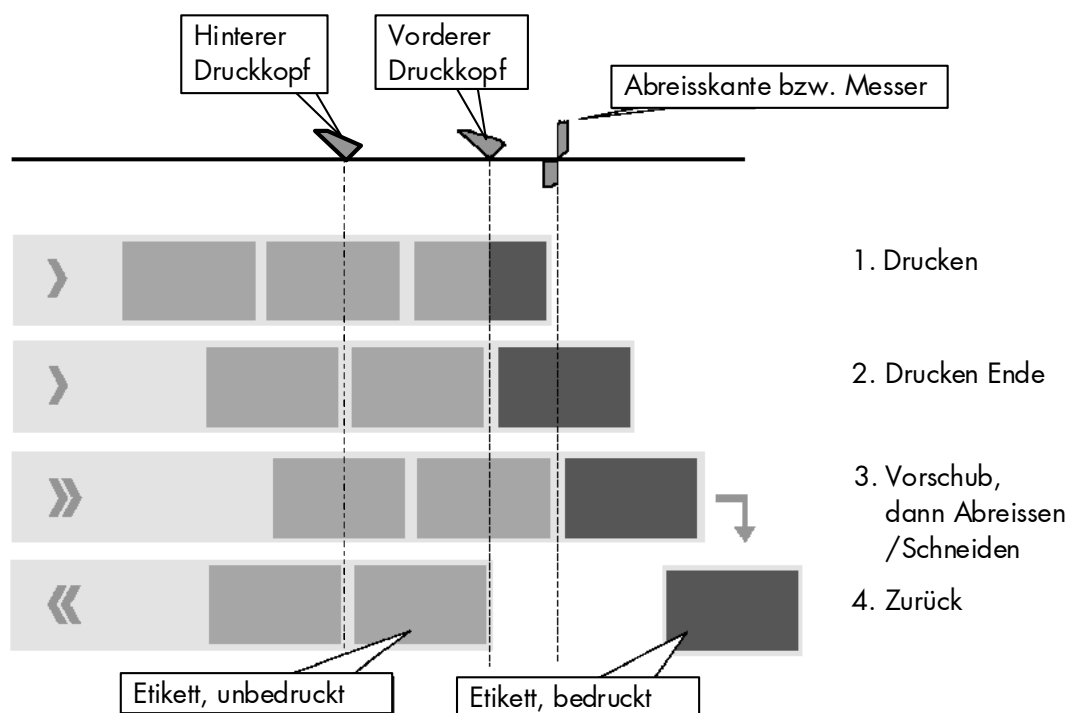 Hinterer
Druckkopf
Vorderer
Druckkopf
Abreisskante bzw. Messer
1. Drucken
2. Drucken Ende
3. Vorschub,
dann Abreissen
/Schneiden
4. Zurück
Etikett, unbedruckt
Etikett, bedruckt